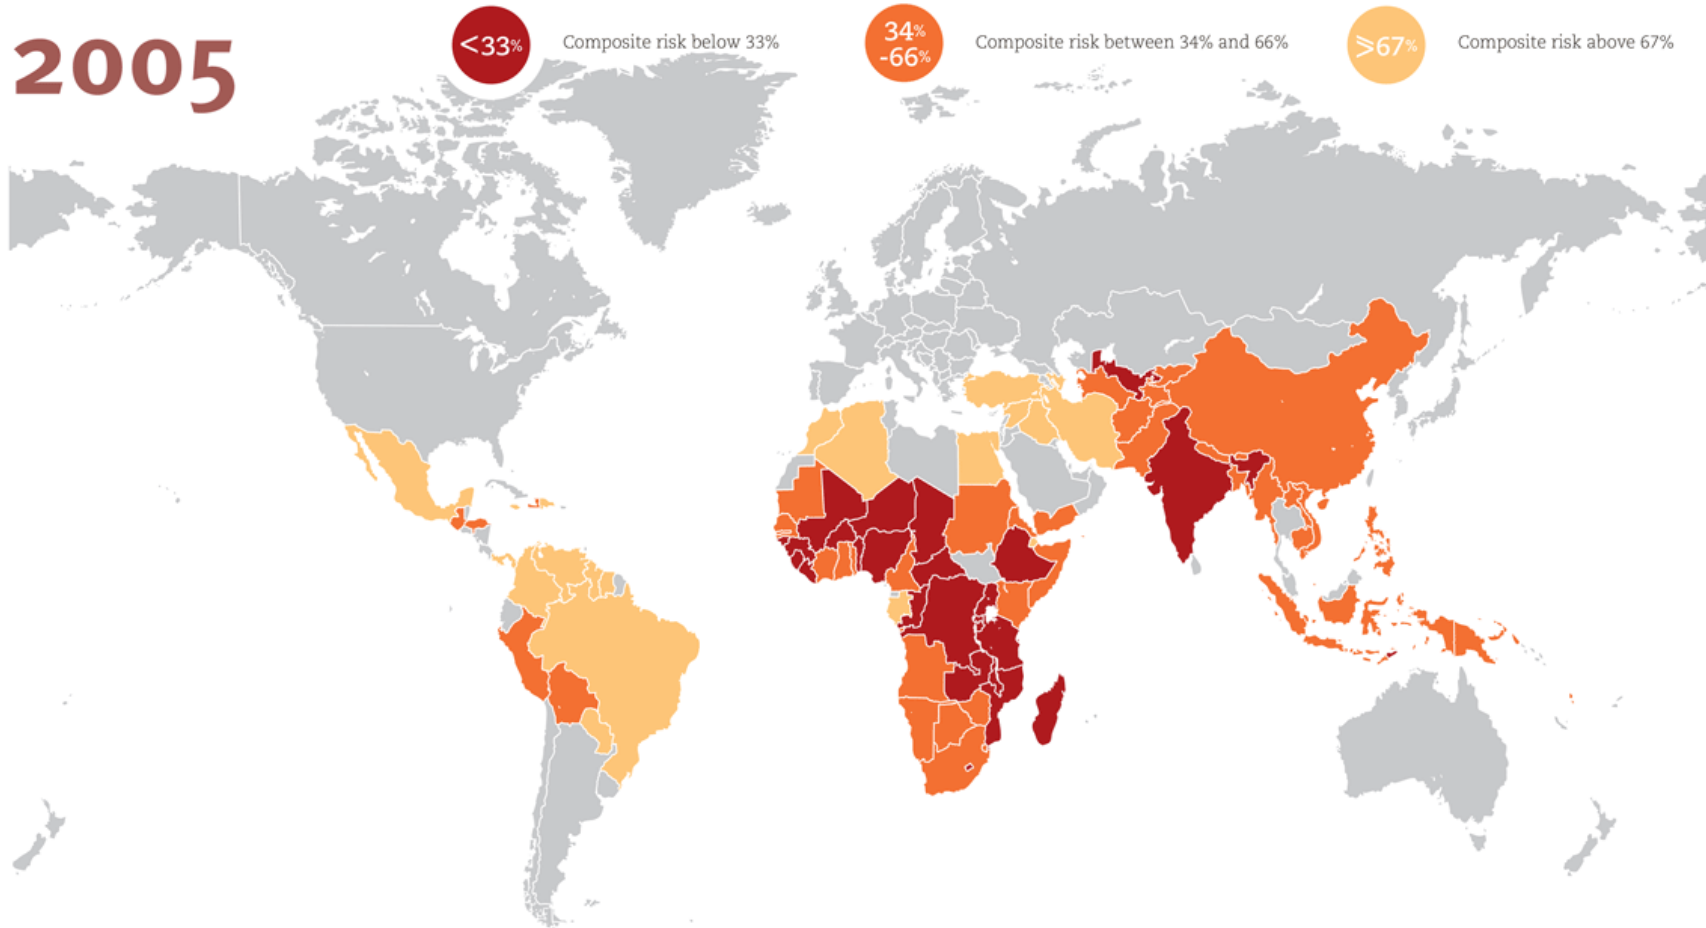 2005
<33%
Composite risk below 33%
34%
-66%
Composite risk between 34% and 66%
⩾67%
Composite risk above 67%